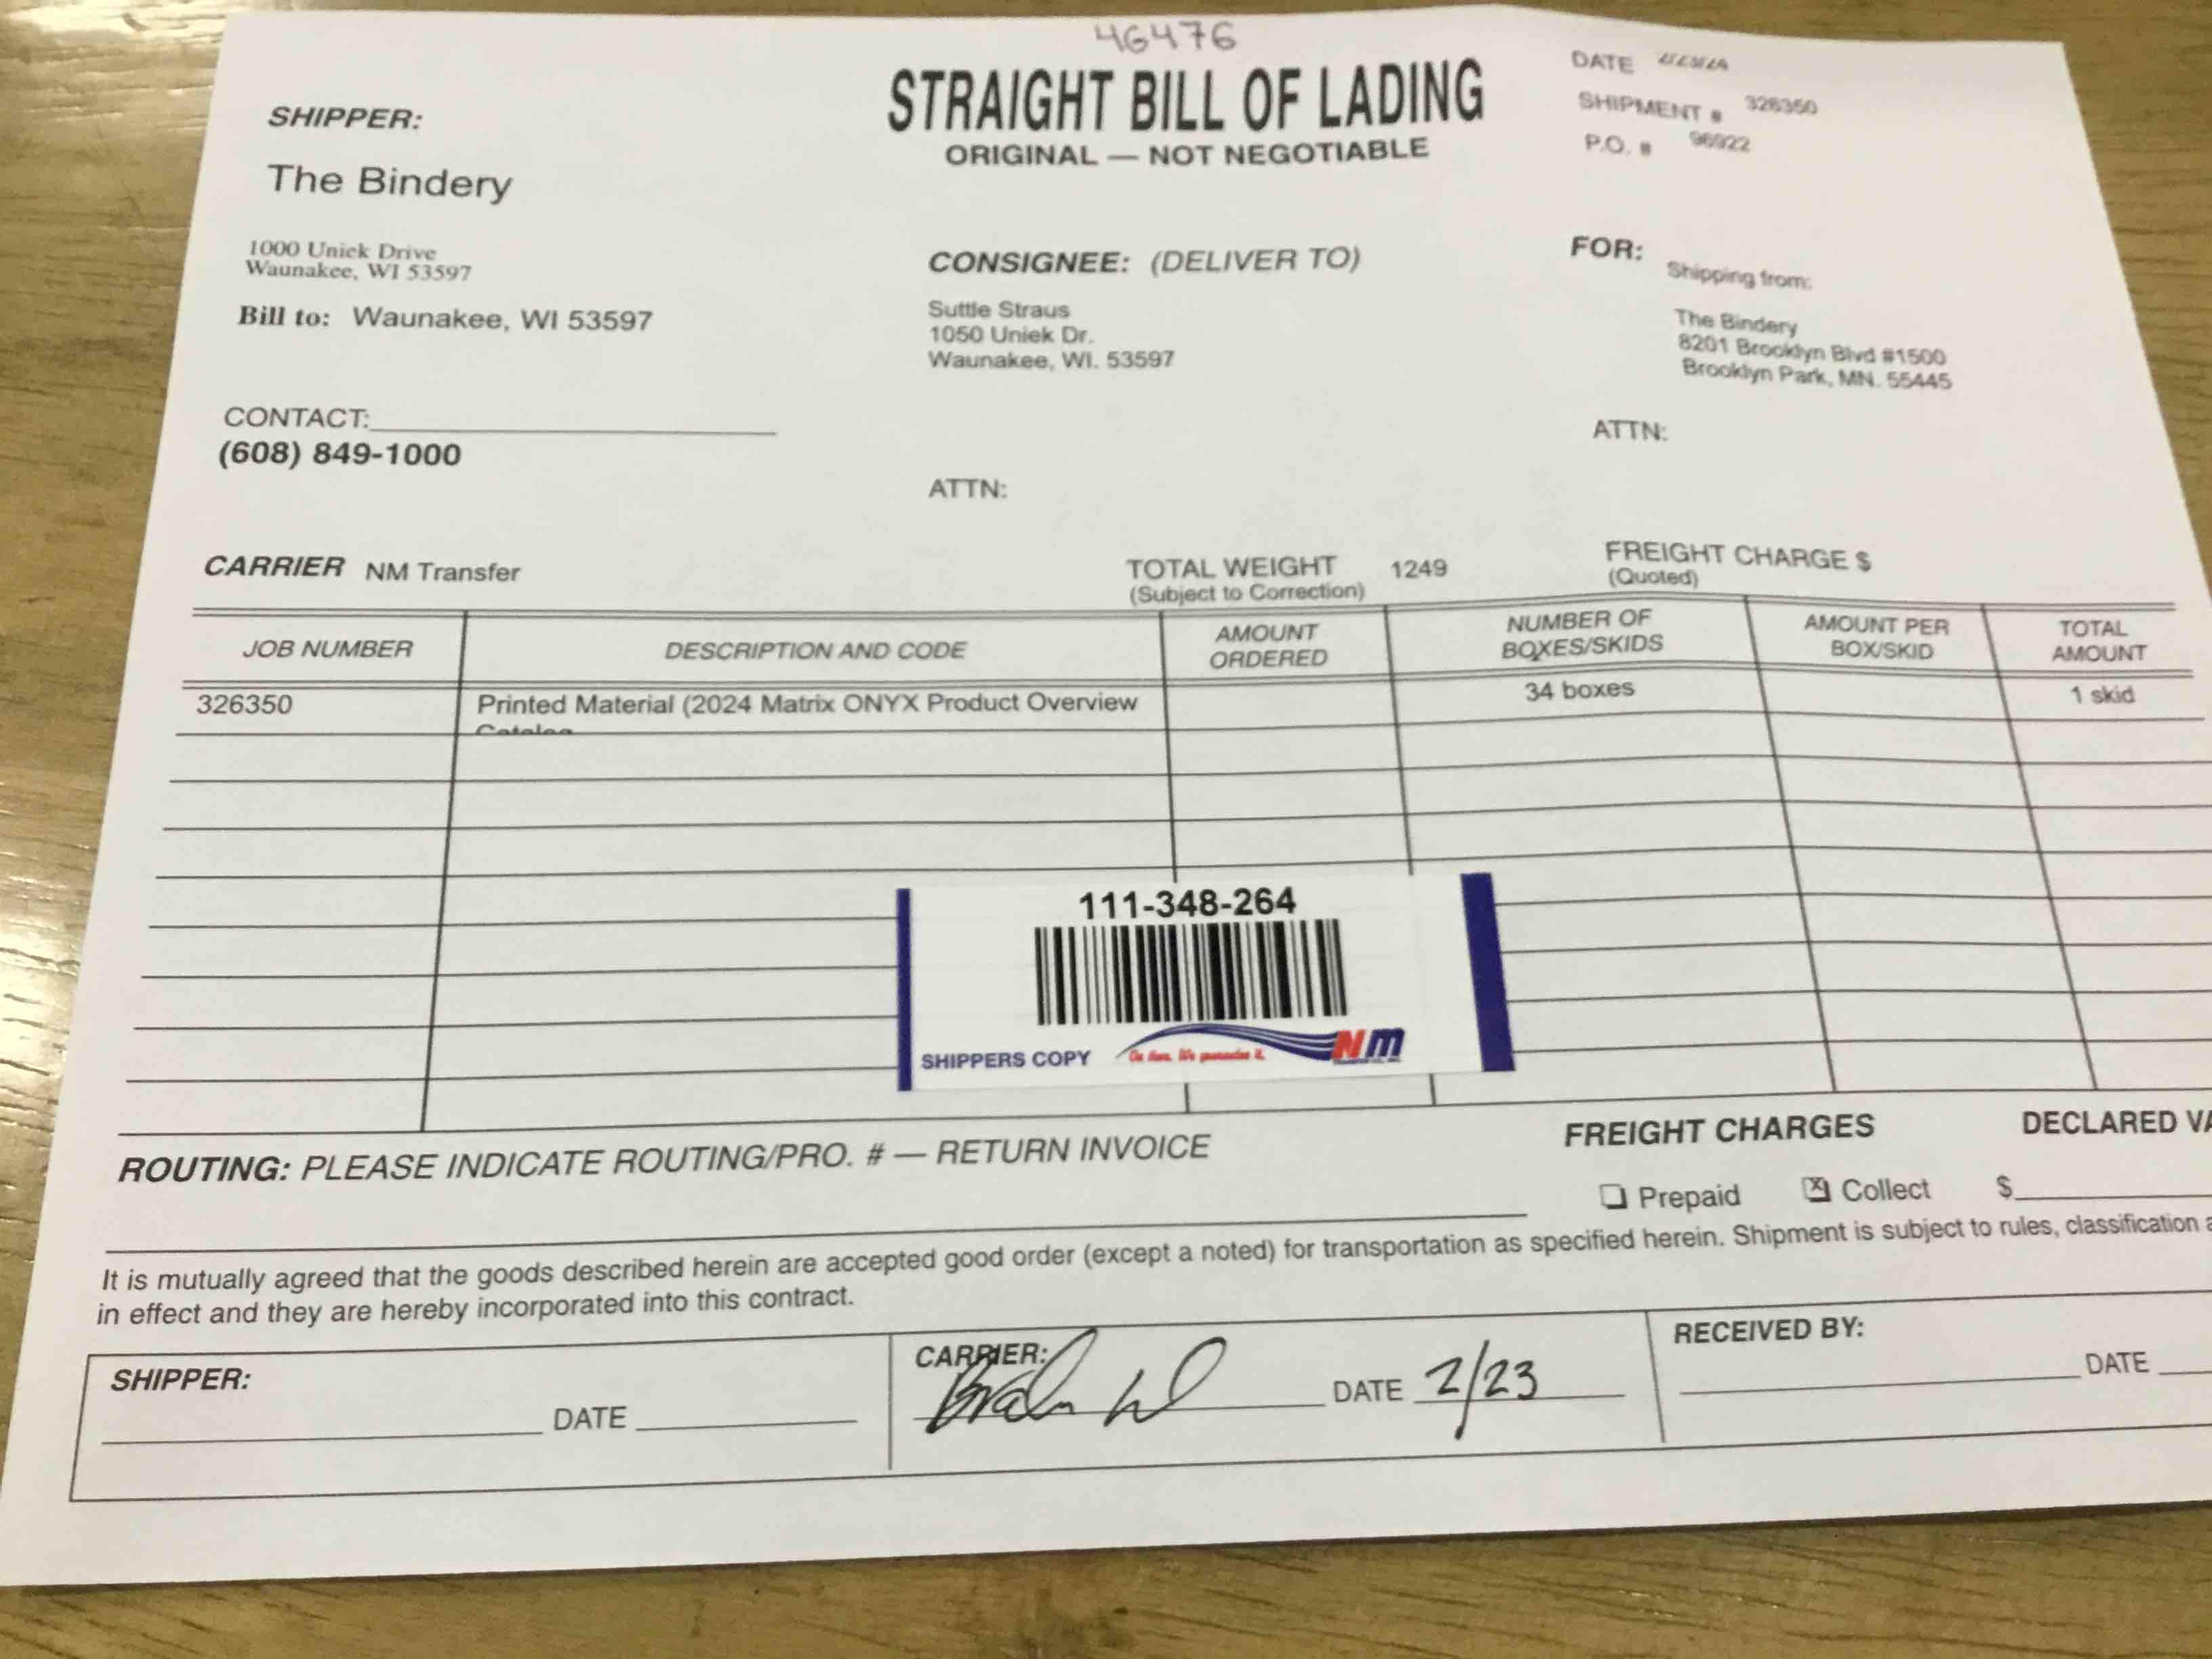 46476
STRAIGHT BILL OF LADING
ORIGINAL — NOT NEGOTIABLE
DATE
SHIPMENT # 326350
P.O. # 96922
SHIPPER:
The Bindery
1000 Uniek Drive
Waunakee, WI 53597
Bill to: Waunakee, WI 53597
CONTACT:
(608) 849-1000
CONSIGNEE: (DELIVER TO)
Suttle Straus
1050 Uniek Dr.
Waunakee, WI. 53597
ATTN:
FOR:
Shipping from:
The Bindery
8201 Brooklyn Blvd #1500
Brooklyn Park, MN. 55445
ATTN:
CARRIER NM Transfer
TOTAL WEIGHT 1249
(Subject to Correction)
FREIGHT CHARGE $
(Quoted)
JOB NUMBER
DESCRIPTION AND CODE
AMOUNT
ORDERED
NUMBER OF
BOXES/SKIDS
AMOUNT PER
BOX/SKID
TOTAL
AMOUNT
326350 Printed Material (2024 Matrix ONYX Product Overview 34 boxes 1 skid
Catalog
111-348-264
SHIPPERS COPY On time. We guarantee it. NM
ROUTING: PLEASE INDICATE ROUTING/PRO. # — RETURN INVOICE
FREIGHT CHARGES
Prepaid Collect
DECLARED VA
$
It is mutually agreed that the goods described herein are accepted good order (except a noted) for transportation as specified herein. Shipment is subject to rules, classification a
in effect and they are hereby incorporated into this contract.
SHIPPER:
DATE
CARRIER:
DATE 2/23
RECEIVED BY:
DATE